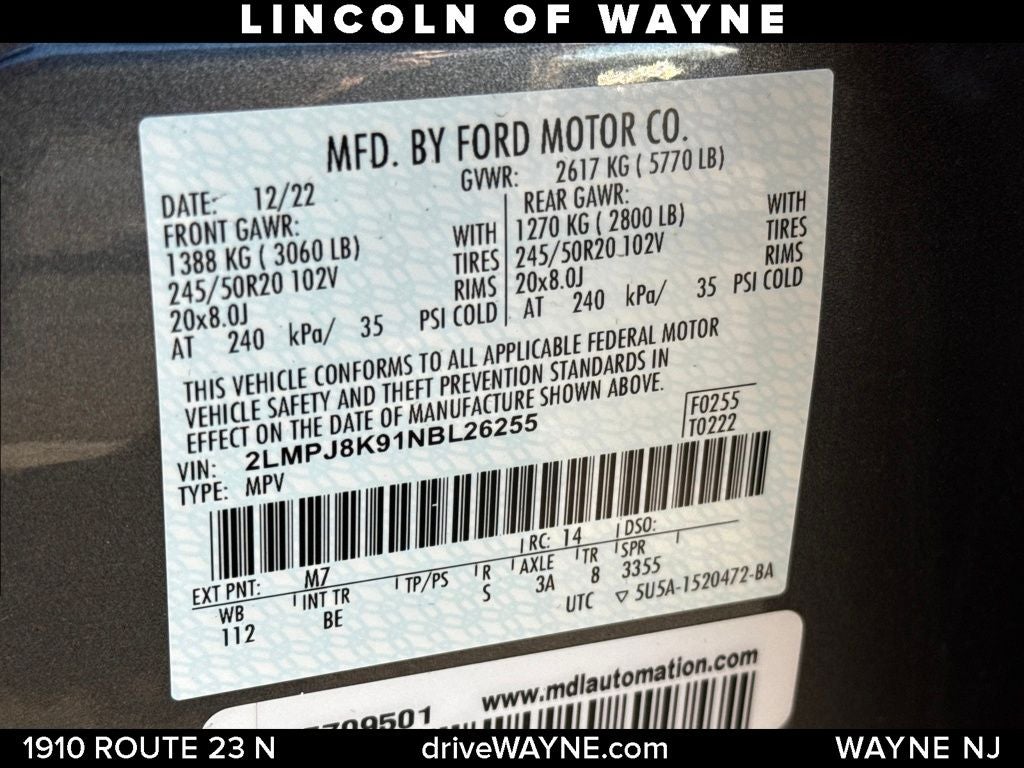 LINCOLN OF WAYNE
MFD. BY FORD MOTOR CO.
DATE: 12/22
GVWR: 2617 KG ( 5770 LB)
FRONT GAWR:
1388 KG ( 3060 LB) WITH
245/50R20 102V TIRES
20x8.0J RIMS
AT 240 kPa/ 35 PSI COLD
REAR GAWR:
1270 KG ( 2800 LB) WITH
245/50R20 102V TIRES
20x8.0J RIMS
AT 240 kPa/ 35 PSI COLD
THIS VEHICLE CONFORMS TO ALL APPLICABLE FEDERAL MOTOR
VEHICLE SAFETY AND THEFT PREVENTION STANDARDS IN
EFFECT ON THE DATE OF MANUFACTURE SHOWN ABOVE.
VIN: 2LMPJ8K91NBL26255
F0255
T0222
TYPE: MPV
EXT PNT: M7 RC: 14 DSO:
WB INT TR TP/PS R AXLE TR SPR
112 BE S 3A 8 3355
UTC ▽ 5U5A-1520472-BA
www.mdlautomation.com
1910 ROUTE 23 N driveWAYNE.com WAYNE NJ